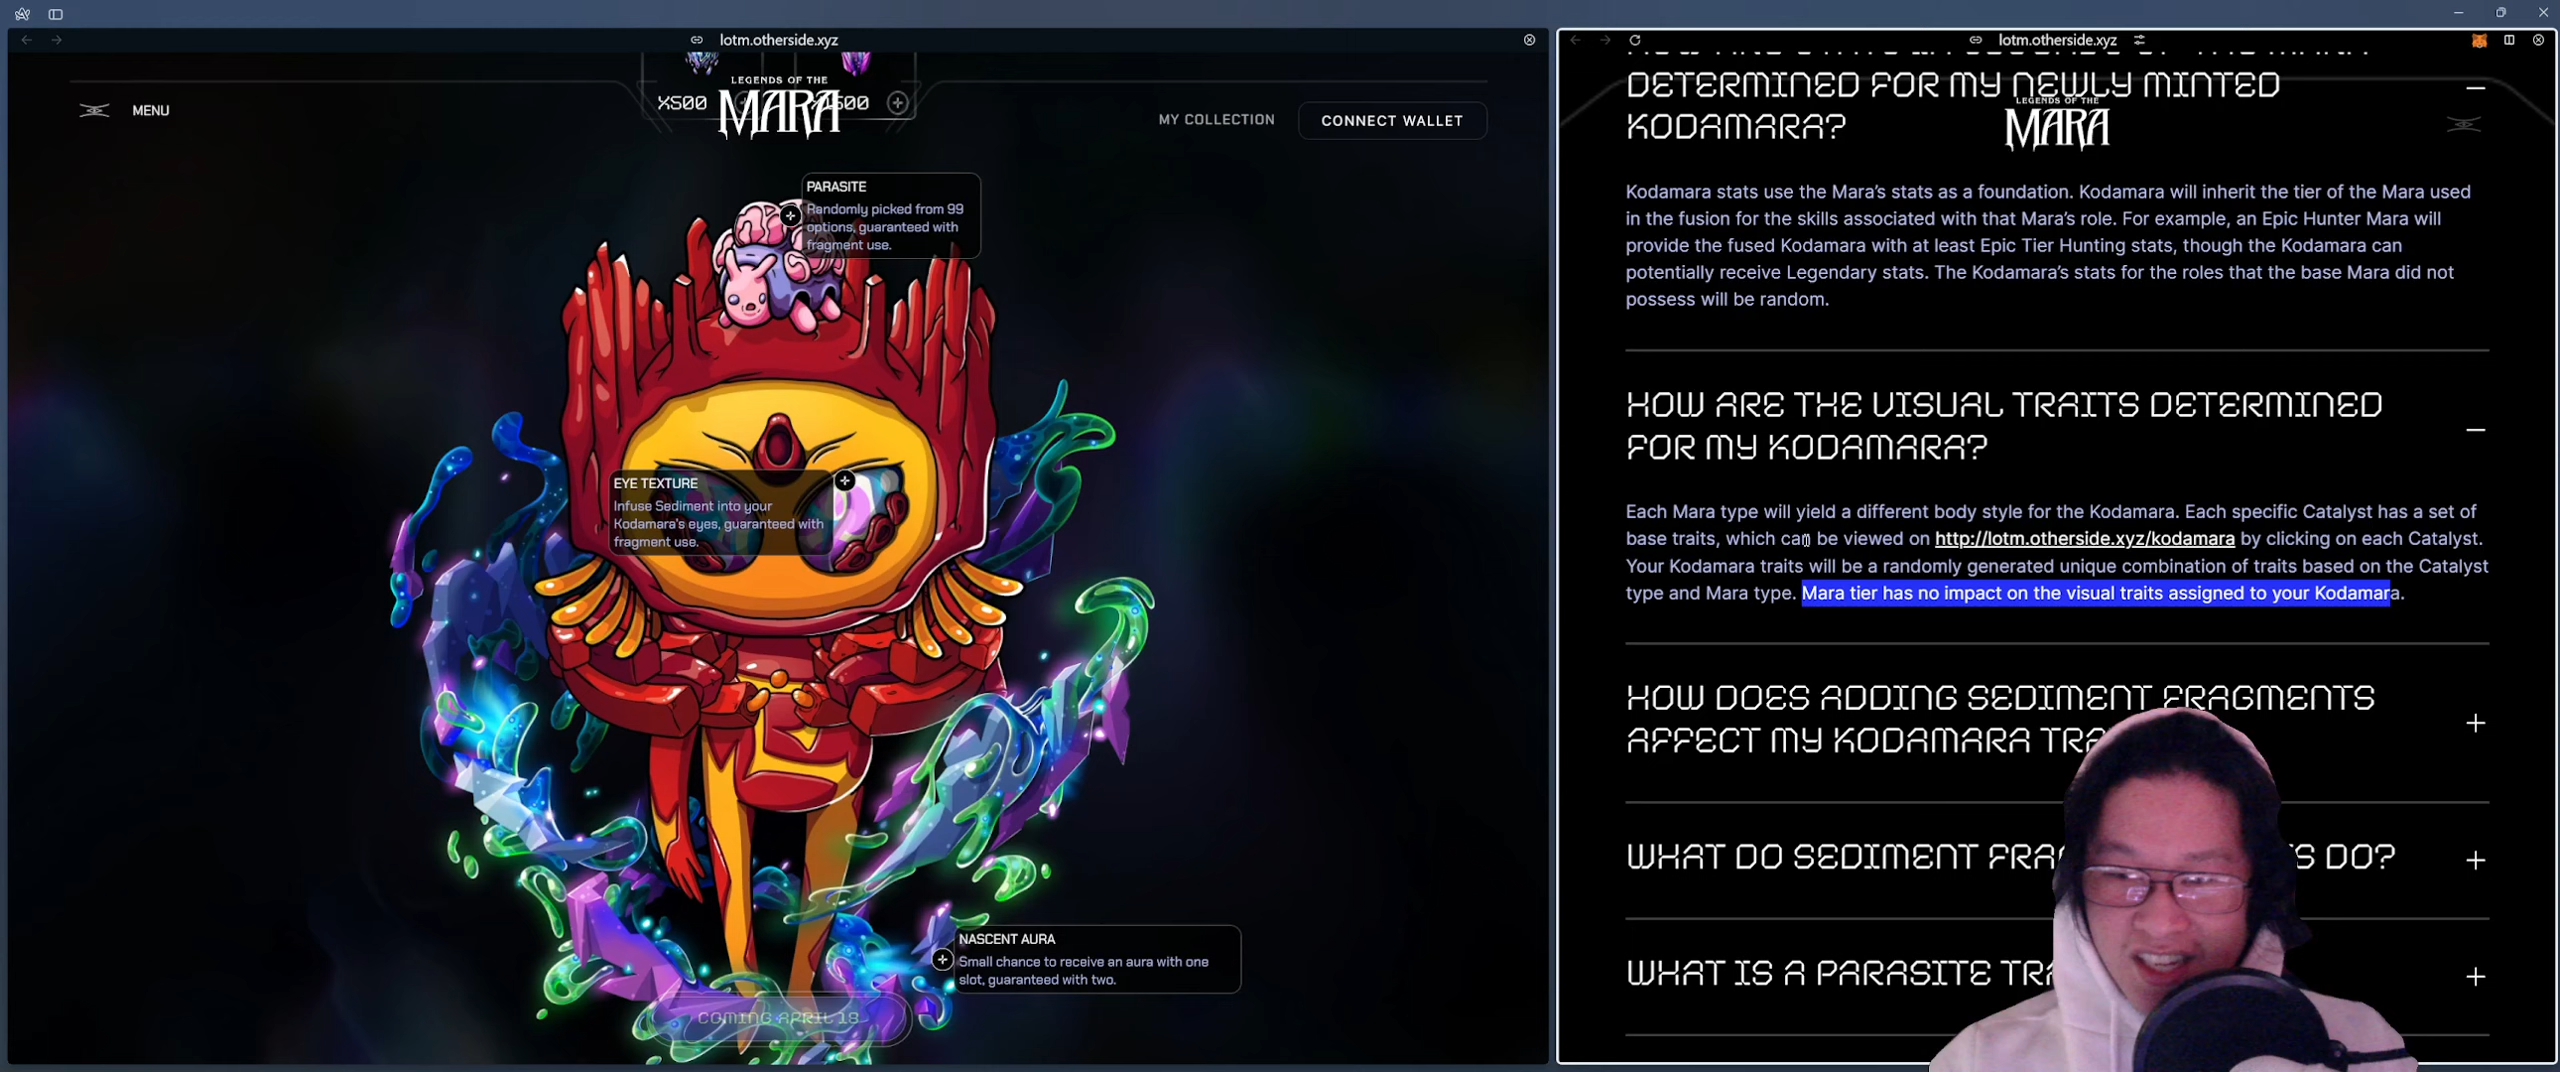 lotm.otherside.xyz
MENU
X500
LEGENDS OF THE
MARA
MY COLLECTION
CONNECT WALLET
PARASITE
Randomly picked from 99
options, guaranteed with
fragment use.
EYE TEXTURE
Infuse Sediment into your
Kodamara's eyes, guaranteed with
fragment use.
NASCENT AURA
Small chance to receive an aura with one
slot, guaranteed with two.
COMING APRIL 18
lotm.otherside.xyz
DETERMINED FOR MY NEWLY MINTED
KODAMARA?
LEGENDS OF THE
MARA
Kodamara stats use the Mara’s stats as a foundation. Kodamara will inherit the tier of the Mara used
in the fusion for the skills associated with that Mara’s role. For example, an Epic Hunter Mara will
provide the fused Kodamara with at least Epic Tier Hunting stats, though the Kodamara can
potentially receive Legendary stats. The Kodamara’s stats for the roles that the base Mara did not
possess will be random.
HOW ARE THE VISUAL TRAITS DETERMINED
FOR MY KODAMARA?
Each Mara type will yield a different body style for the Kodamara. Each specific Catalyst has a set of
base traits, which can be viewed on http://lotm.otherside.xyz/kodamara by clicking on each Catalyst.
Your Kodamara traits will be a randomly generated unique combination of traits based on the Catalyst
type and Mara type. Mara tier has no impact on the visual traits assigned to your Kodamara.
HOW DOES ADDING SEDIMENT FRAGMENTS
AFFECT MY KODAMARA TRA
WHAT DO SEDIMENT FRA S DO?
WHAT IS A PARASITE TRA